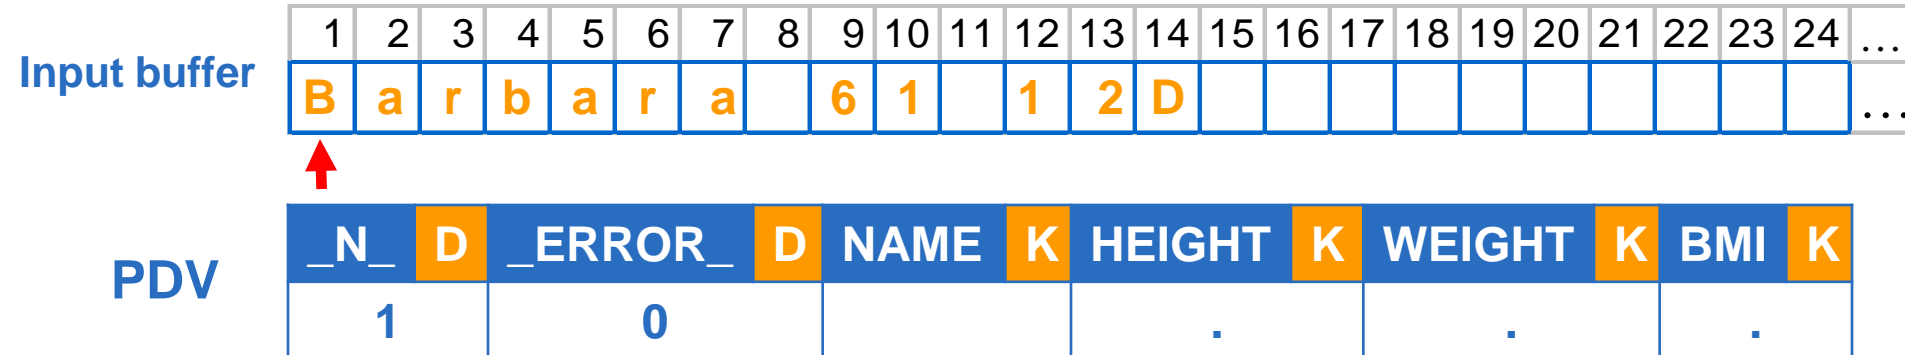 1 2 3 4 5 6 7 8 9 10 11 12 13 14 15 16 17 18 19 20 21 22 23 24 …
Input buffer
B a r b a r a 6 1 1 2 D …
_N_ D _ERROR_ D NAME K HEIGHT K WEIGHT K BMI K
PDV
1 0 . . .